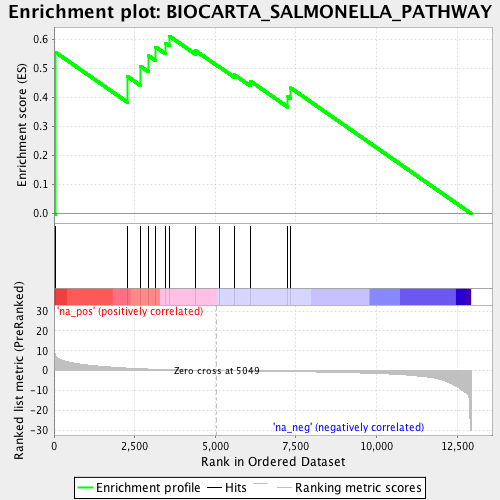 Enrichment plot: BIOCARTA_SALMONELLA_PATHWAY
Enrichment score (ES)
0.6
0.5
0.4
0.3
0.2
0.1
0.0
'na_pos' (positively correlated)
Ranked list metric (PreRanked)
30
20
10
0
-10
-20
-30
Zero cross at 5049
'na_neg' (negatively correlated)
0
2,500
5,000
7,500
10,000
12,500
Rank in Ordered Dataset
Enrichment profile
Hits
Ranking metric scores